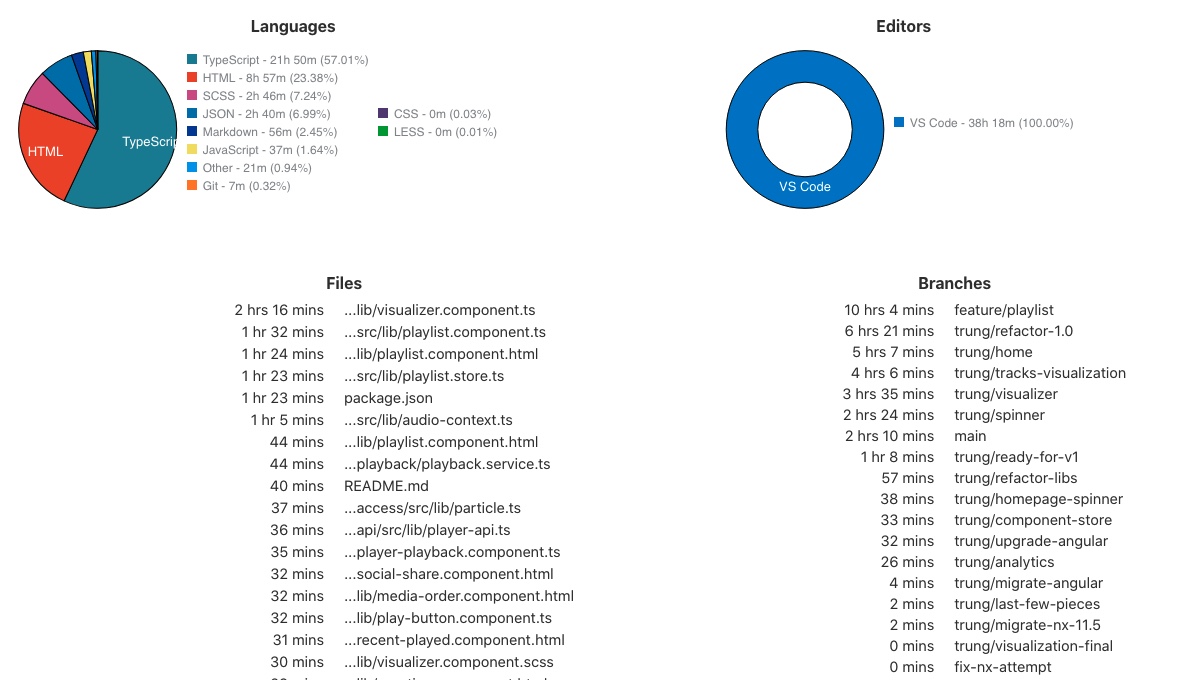 Languages
TypeScript - 21h 50m (57.01%)
HTML - 8h 57m (23.38%)
SCSS - 2h 46m (7.24%)
JSON - 2h 40m (6.99%)
Markdown - 56m (2.45%)
JavaScript - 37m (1.64%)
Other - 21m (0.94%)
Git - 7m (0.32%)
CSS - 0m (0.03%)
LESS - 0m (0.01%)
TypeScrip
HTML
Editors
VS Code - 38h 18m (100.00%)
VS Code
Files
2 hrs 16 mins ...lib/visualizer.component.ts
1 hr 32 mins ...src/lib/playlist.component.ts
1 hr 24 mins ...lib/playlist.component.html
1 hr 23 mins ...src/lib/playlist.store.ts
1 hr 23 mins package.json
1 hr 5 mins ...src/lib/audio-context.ts
44 mins ...lib/playlist.component.html
44 mins ...playback/playback.service.ts
40 mins README.md
37 mins ...access/src/lib/particle.ts
36 mins ...api/src/lib/player-api.ts
35 mins ...player-playback.component.ts
32 mins ...social-share.component.html
32 mins ...lib/media-order.component.html
32 mins ...lib/play-button.component.ts
31 mins ...recent-played.component.html
30 mins ...lib/visualizer.component.scss
Branches
10 hrs 4 mins feature/playlist
6 hrs 21 mins trung/refactor-1.0
5 hrs 7 mins trung/home
4 hrs 6 mins trung/tracks-visualization
3 hrs 35 mins trung/visualizer
2 hrs 24 mins trung/spinner
2 hrs 10 mins main
1 hr 8 mins trung/ready-for-v1
57 mins trung/refactor-libs
38 mins trung/homepage-spinner
33 mins trung/component-store
32 mins trung/upgrade-angular
26 mins trung/analytics
4 mins trung/migrate-angular
2 mins trung/last-few-pieces
2 mins trung/migrate-nx-11.5
0 mins trung/visualization-final
0 mins fix-nx-attempt